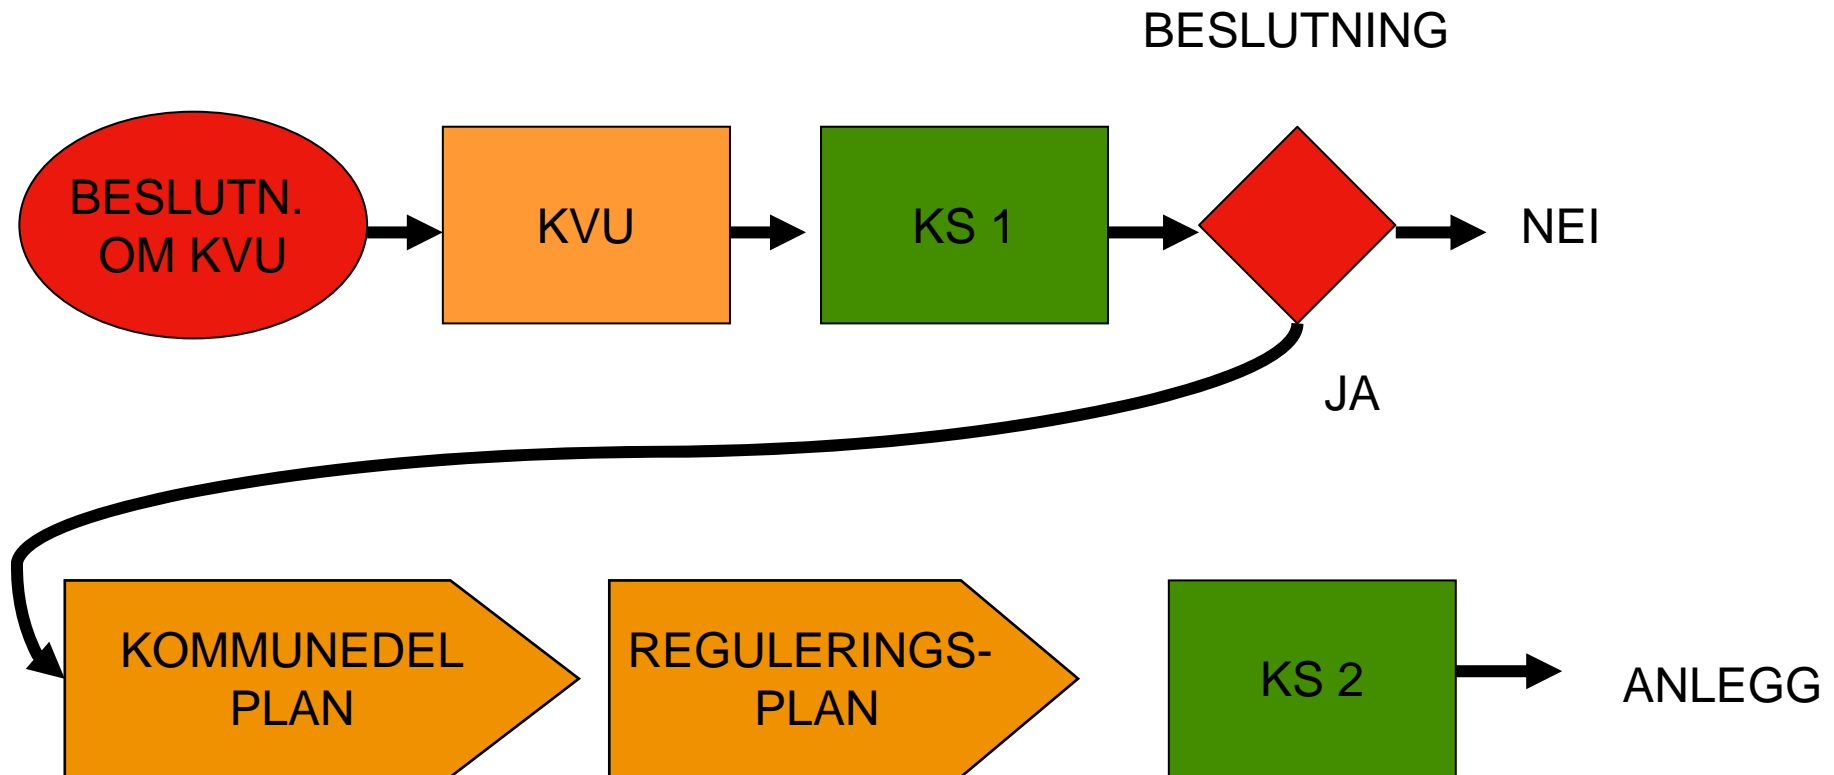 BESLUTNING
BESLUTN.
OM KVU
KVU
KS 1
NEI
JA
KOMMUNEDEL
PLAN
REGULERINGS-
PLAN
KS 2
ANLEGG